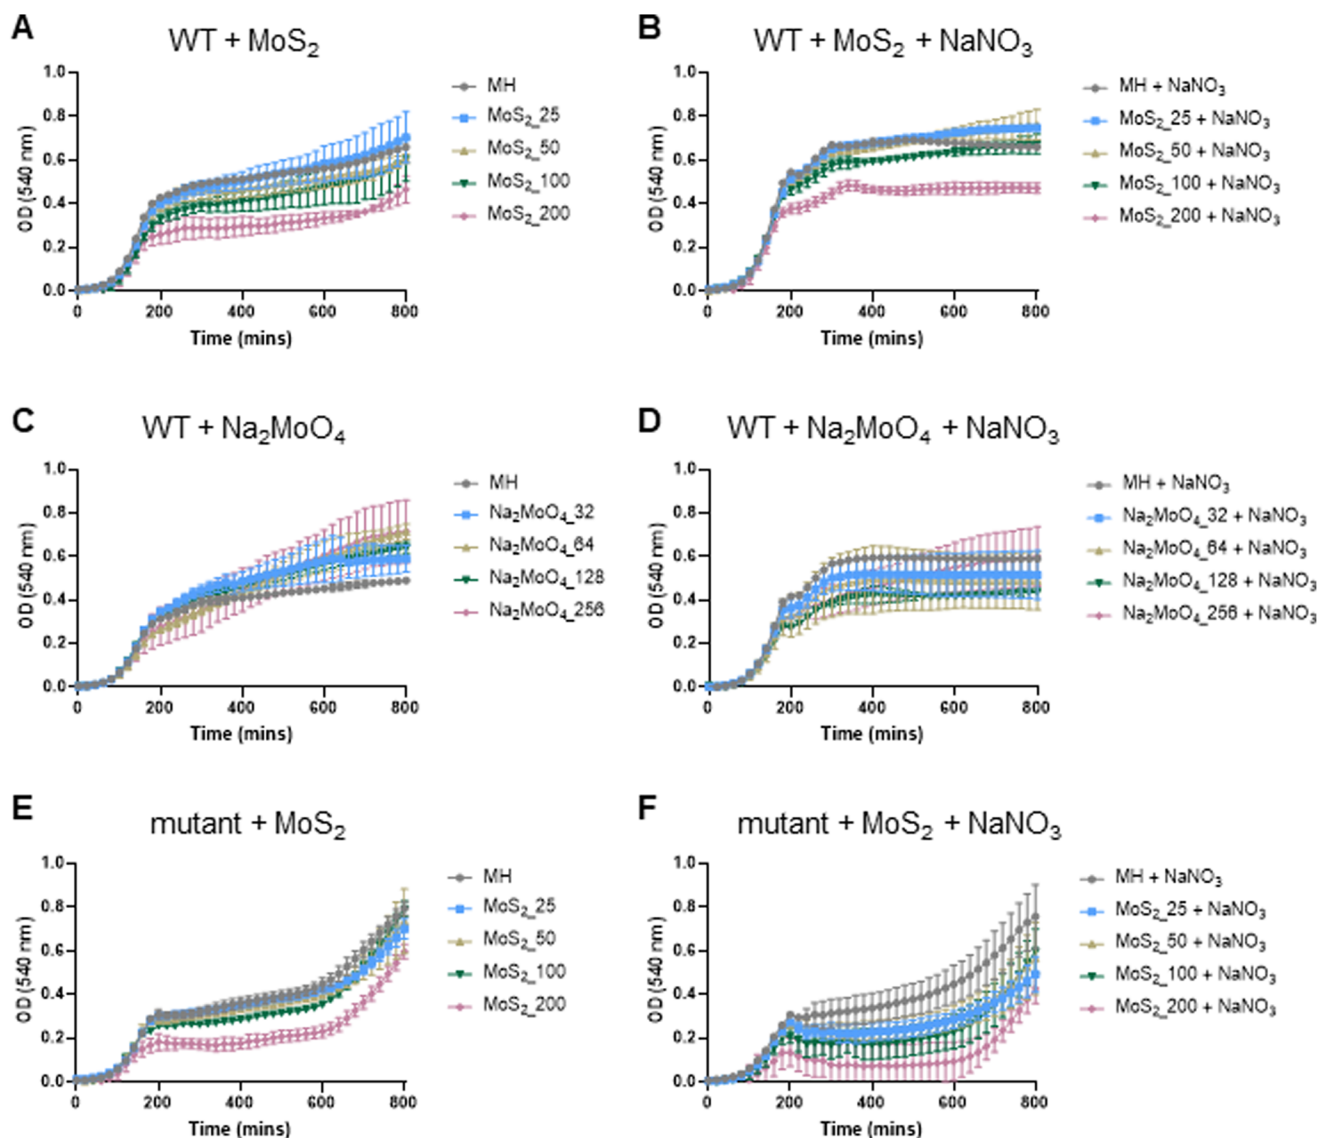 A
WT + MoS₂
OD (540 nm)
1.0
0.8
0.6
0.4
0.2
0.0
0 200 400 600 800
Time (mins)
MH
MoS₂_25
MoS₂_50
MoS₂_100
MoS₂_200
B
WT + MoS₂ + NaNO₃
OD (540 nm)
1.0
0.8
0.6
0.4
0.2
0.0
0 200 400 600 800
Time (mins)
MH + NaNO₃
MoS₂_25 + NaNO₃
MoS₂_50 + NaNO₃
MoS₂_100 + NaNO₃
MoS₂_200 + NaNO₃
C
WT + Na₂MoO₄
OD (540 nm)
1.0
0.8
0.6
0.4
0.2
0.0
0 200 400 600 800
Time (mins)
MH
Na₂MoO₄_32
Na₂MoO₄_64
Na₂MoO₄_128
Na₂MoO₄_256
D
WT + Na₂MoO₄ + NaNO₃
OD (540 nm)
1.0
0.8
0.6
0.4
0.2
0.0
0 200 400 600 800
Time (mins)
MH + NaNO₃
Na₂MoO₄_32 + NaNO₃
Na₂MoO₄_64 + NaNO₃
Na₂MoO₄_128 + NaNO₃
Na₂MoO₄_256 + NaNO₃
E
mutant + MoS₂
OD (540 nm)
1.0
0.8
0.6
0.4
0.2
0.0
0 200 400 600 800
Time (mins)
MH
MoS₂_25
MoS₂_50
MoS₂_100
MoS₂_200
F
mutant + MoS₂ + NaNO₃
OD (540 nm)
1.0
0.8
0.6
0.4
0.2
0.0
0 200 400 600 800
Time (mins)
MH + NaNO₃
MoS₂_25 + NaNO₃
MoS₂_50 + NaNO₃
MoS₂_100 + NaNO₃
MoS₂_200 + NaNO₃